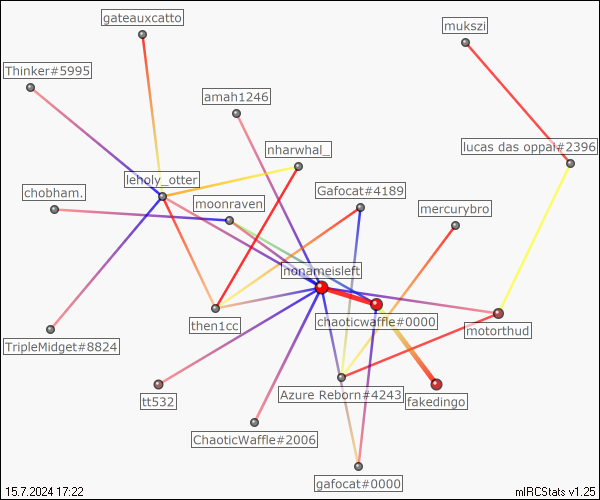 gateauxcatto
mukszi
Thinker#5995
amah1246
nharwhal_
lucas das oppai#2396
leholy_otter
chobham.
moonraven
Gafocat#4189
mercurybro
nonameisleft
chaoticwaffle#0000
then1cc
motorthud
TripleMidget#8824
tt532
Azure Reborn#4243
fakedingo
ChaoticWaffle#2006
gafocat#0000
15.7.2024 17:22
mIRCStats v1.25